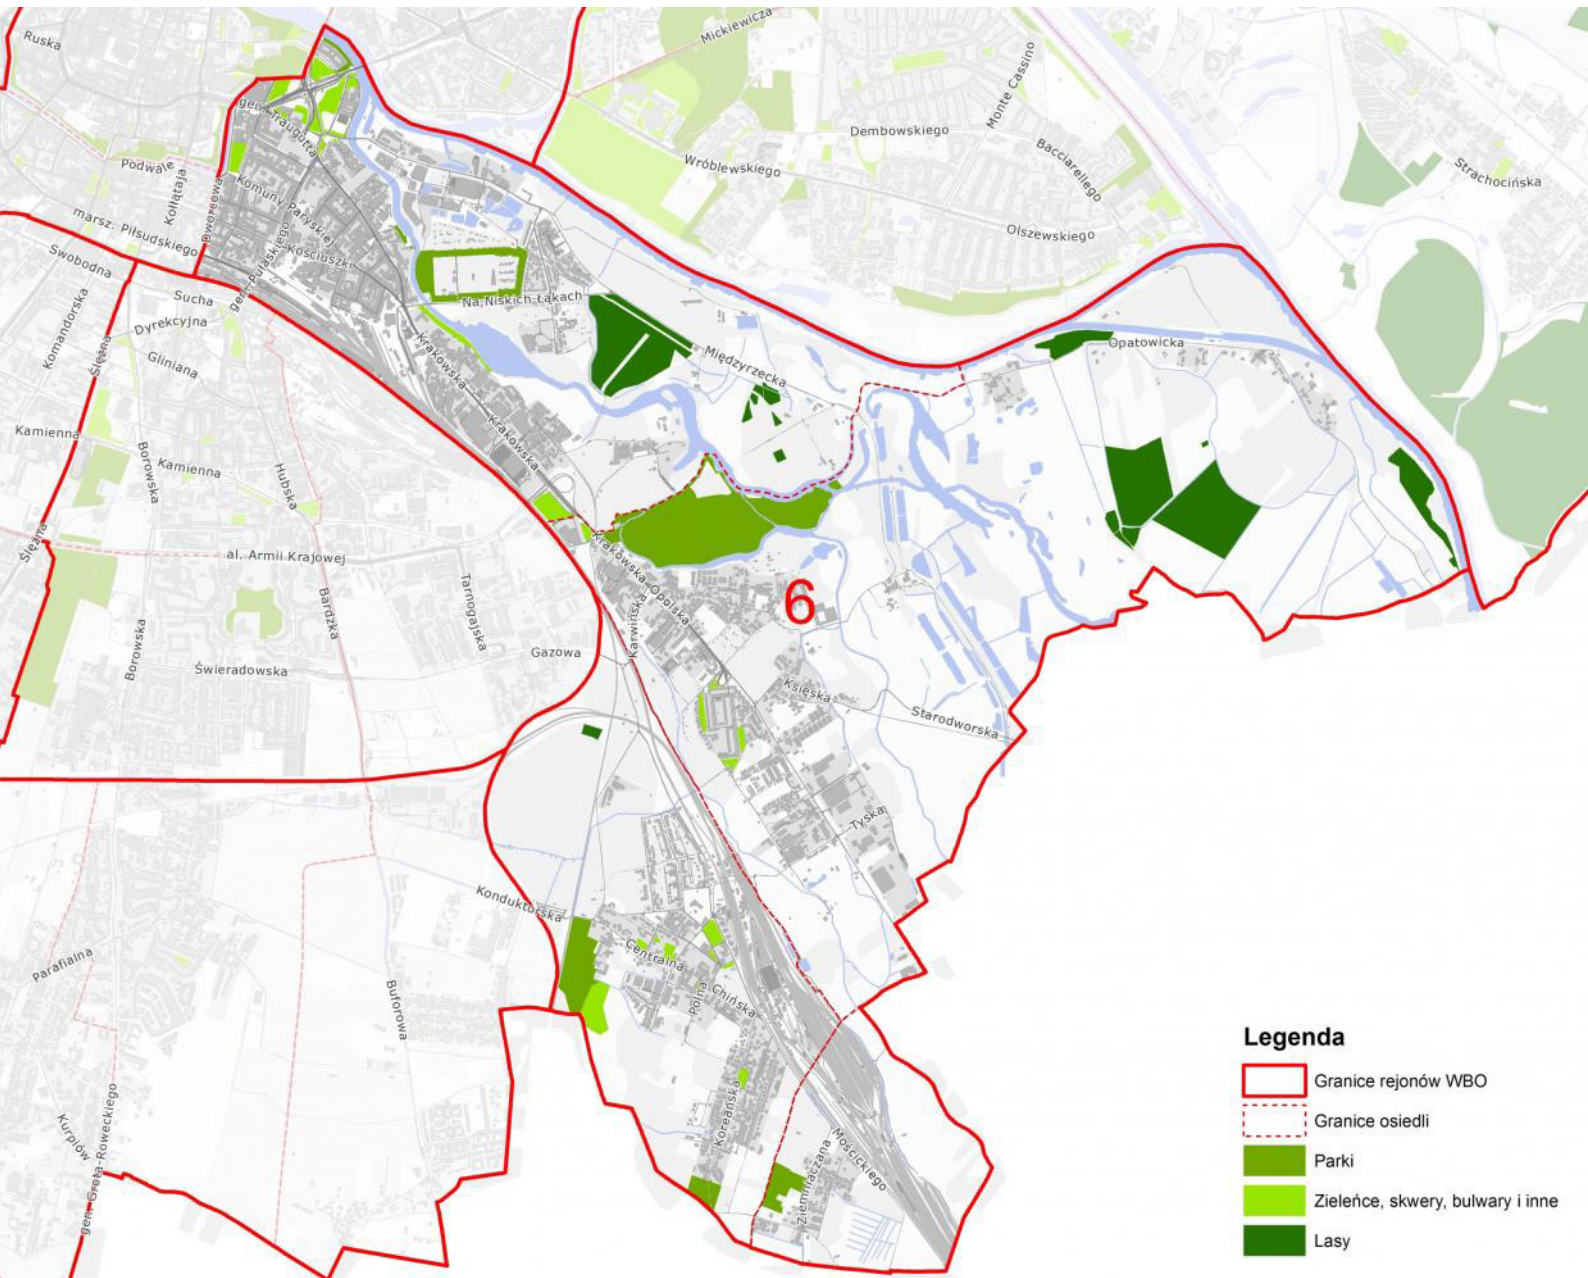 Ruska
Mickiewicza
Monte Cassino
gen. Traugutta
Dembowskiego
Bacciarellego
Wróblewskiego
Strachocińska
Podwale
Kołłątaja
Komuny Paryskiej
Dworcowa
marsz. Piłsudskiego
Olszewskiego
Kościuszki
gen. Pułaskiego
Swobodna
Sucha
Na Niskich Łąkach
Komandorska
Ślężna
Dyrekcyjna
Gliniana
Krakowska
Międzyrzecka
Opatowicka
Kamienna
Borowska
Kamienna
Hubska
Krakowska
Ślężna
al. Armii Krajowej
Krakowska
Opolska
Bardzka
Tarnogajska
Karwińska
6
Borowska
Świeradowska
Gazowa
Księska
Starodworska
Tyska
Konduktorska
Centralna
Parafialna
Buforowa
Polna
Chińska
Koreańska
Kurpiów
gen. Grota-Roweckiego
Ziemniaczana
Mościckiego
Legenda
Granice rejonów WBO
Granice osiedli
Parki
Zieleńce, skwery, bulwary i inne
Lasy